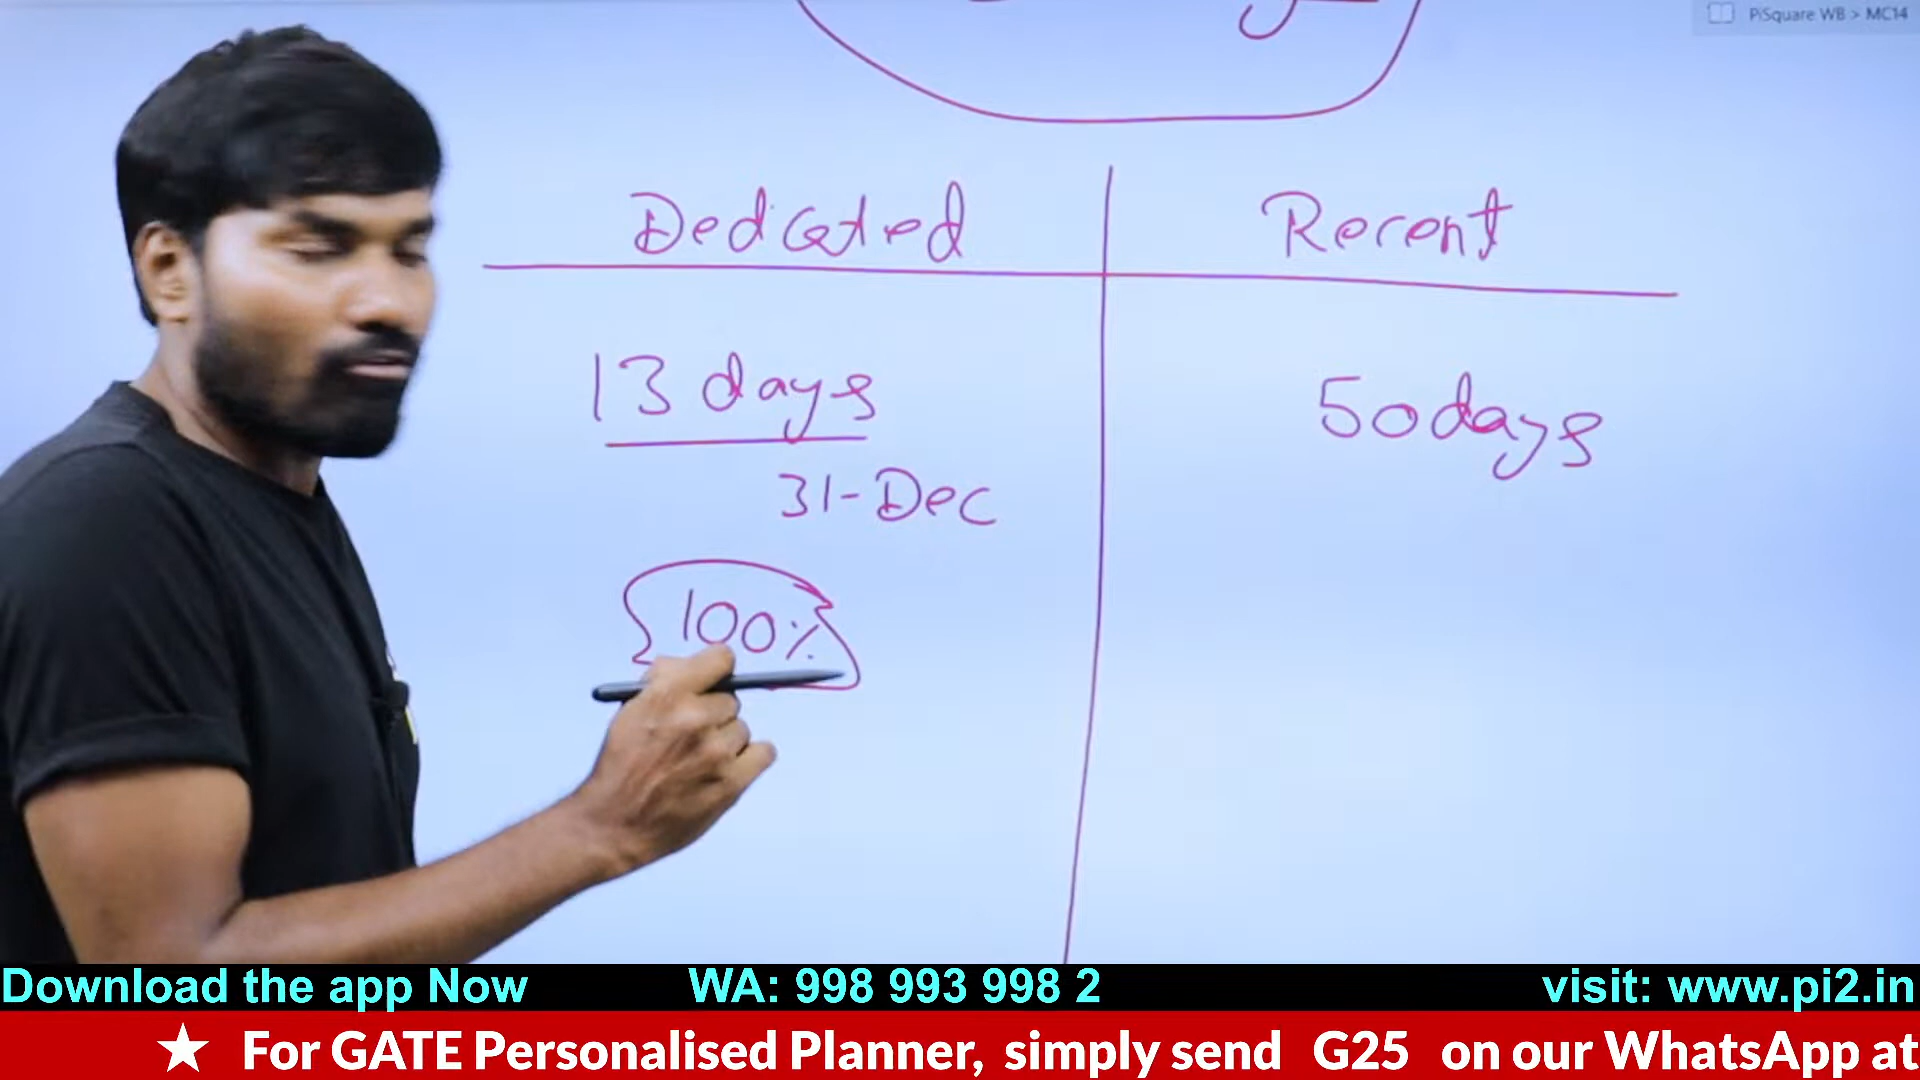 PiSquare WB > MC14
Dedicated
Recent
13 days
50 days
31-Dec
100%
Download the app Now
WA: 998 993 998 2
visit: www.pi2.in
★ For GATE Personalised Planner, simply send G25 on our WhatsApp at